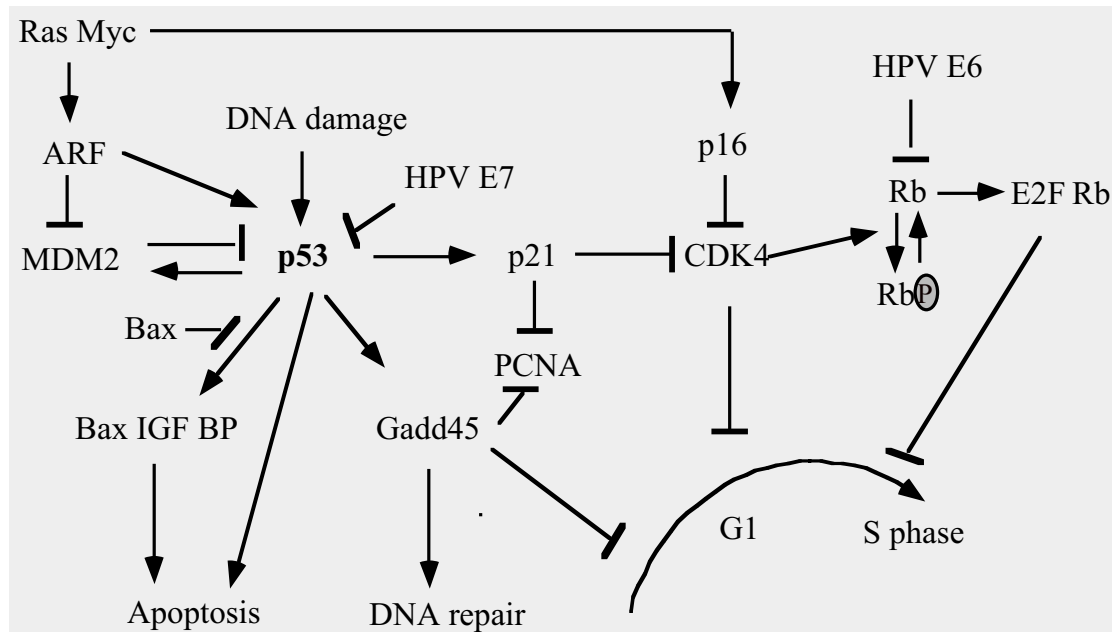 Ras Myc
HPV E6
DNA damage
p16
ARF
HPV E7
Rb
E2F Rb
MDM2
p53
p21
CDK4
RbP
Bax
PCNA
Bax IGF BP
Gadd45
G1
S phase
Apoptosis
DNA repair